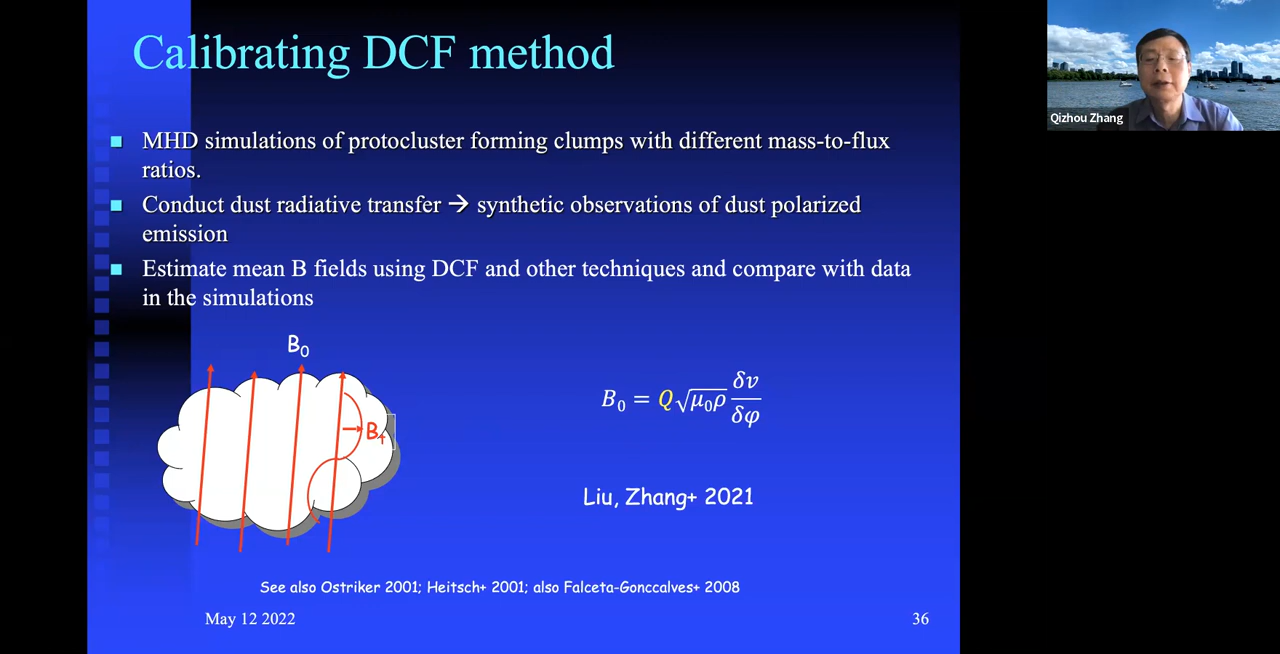 Calibrating DCF method
MHD simulations of protocluster forming clumps with different mass-to-flux
ratios.
Conduct dust radiative transfer → synthetic observations of dust polarized
emission
Estimate mean B fields using DCF and other techniques and compare with data
in the simulations
B₀
B₊
B₀ = Q√μ₀ρ δv/δφ
Liu, Zhang+ 2021
See also Ostriker 2001; Heitsch+ 2001; also Falceta-Gonccalves+ 2008
May 12 2022
36
Qizhou Zhang